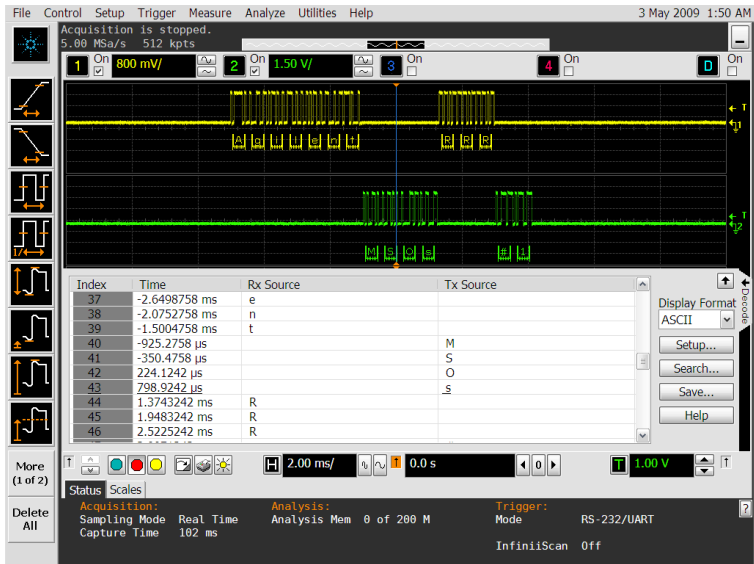 File Control Setup Trigger Measure Analyze Utilities Help 3 May 2009 1:50 AM
Acquisition is stopped.
5.00 MSa/s 512 kpts
1 On 800 mV/ 2 On 1.50 V/ 3 On 4 On D On
T
1
A g i l e n t R R R
T
2
M S O s # 1
Index Time Rx Source Tx Source
37 -2.6498758 ms e
38 -2.0752758 ms n
39 -1.5004758 ms t
40 -925.2758 µs M
41 -350.4758 µs S
42 224.1242 µs O
43 798.9242 µs s
44 1.3743242 ms R
45 1.9483242 ms R
46 2.5225242 ms R
Decode
Display Format
ASCII
Setup...
Search...
Save...
Help
1/
More
(1 of 2)
Delete
All
H 2.00 ms/ 0.0 s 0 T 1.00 V
Status Scales
?
Acquisition: Analysis: Trigger:
Sampling Mode Real Time Analysis Mem 0 of 200 M Mode RS-232/UART
Capture Time 102 ms
InfiniiScan Off